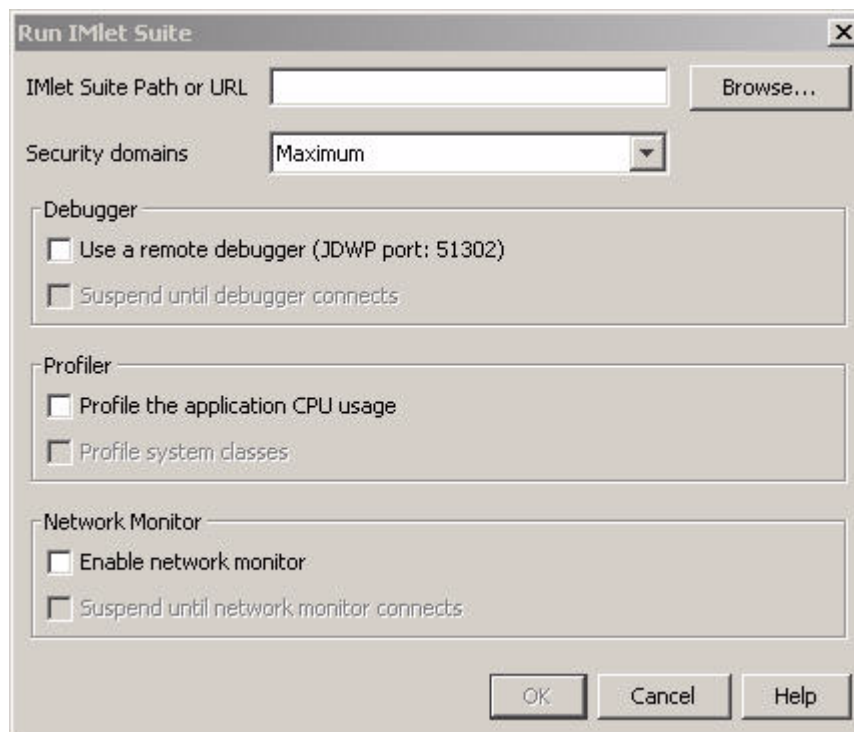 Run IMlet Suite
IMlet Suite Path or URL
Browse...
Security domains
Maximum
Debugger
Use a remote debugger (JDWP port: 51302)
Suspend until debugger connects
Profiler
Profile the application CPU usage
Profile system classes
Network Monitor
Enable network monitor
Suspend until network monitor connects
OK Cancel Help